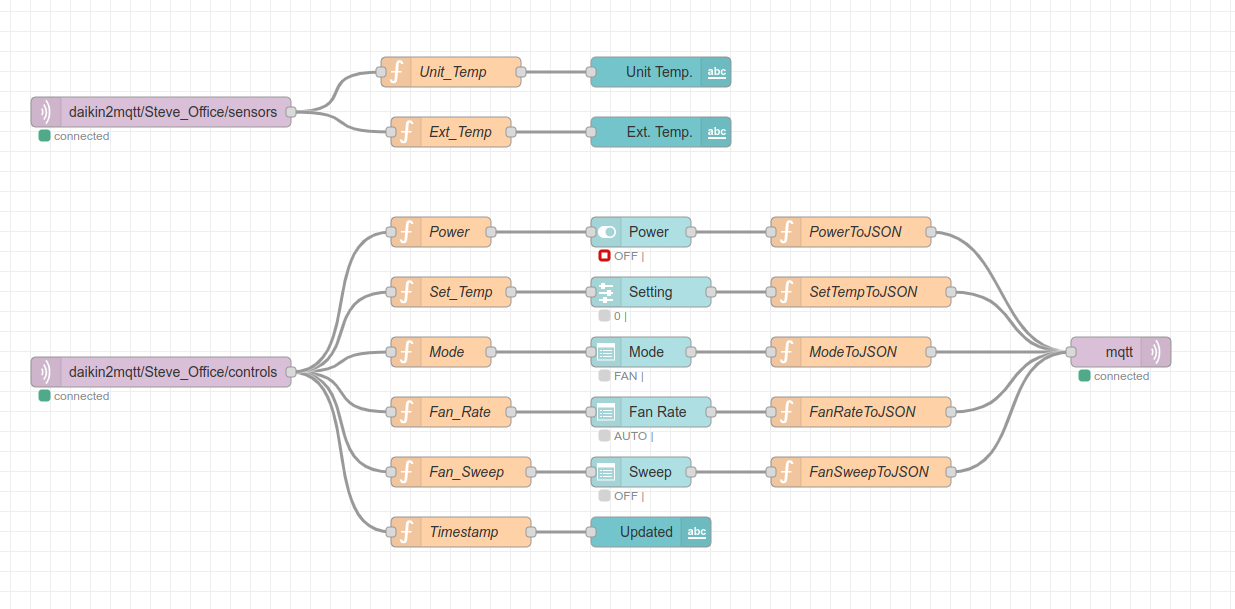 Unit_Temp
Unit Temp.
abc
daikin2mqtt/Steve_Office/sensors
connected
Ext_Temp
Ext. Temp.
abc
Power
Power
PowerToJSON
OFF |
Set_Temp
Setting
SetTempToJSON
0 |
Mode
Mode
ModeToJSON
mqtt
FAN |
connected
daikin2mqtt/Steve_Office/controls
connected
Fan_Rate
Fan Rate
FanRateToJSON
AUTO |
Fan_Sweep
Sweep
FanSweepToJSON
OFF |
Timestamp
Updated
abc